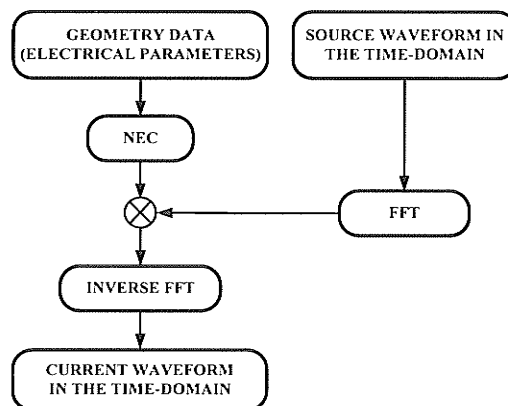 GEOMETRY DATA
(ELECTRICAL PARAMETERS)
SOURCE WAVEFORM IN
THE TIME-DOMAIN
NEC
FFT
INVERSE FFT
CURRENT WAVEFORM
IN THE TIME-DOMAIN